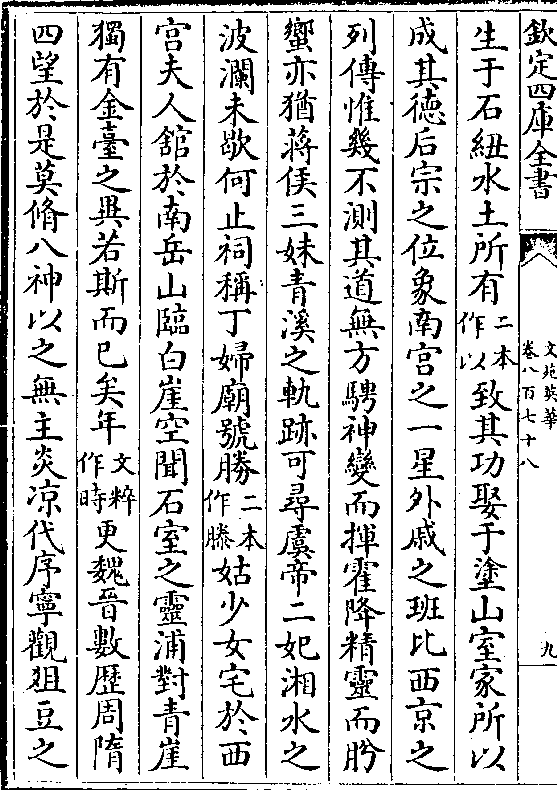 欽定四庫全書
文苑英華
卷八百七十八
九
生于石紐水土所有二本作以致其功娶于塗山室家所以
成其德后宗之位象南宫之一星外戚之班比西京之
列傳惟幾不測其道無方騁神變而揮霍降精靈而肸
蠁亦猶蔣侯三妹青溪之軌跡可尋虞帝二妃湘水之
波瀾未歇何止祠稱丁婦廟號勝二本作滕姑少女宅於西
宫夫人舘於南岳山臨白崖空聞石室之靈浦對青崖
獨有金臺之異若斯而已矣年文粹作時更魏晉數歴周隋
四望於是莫脩八神以之無主炎凉代序寧觀俎豆之